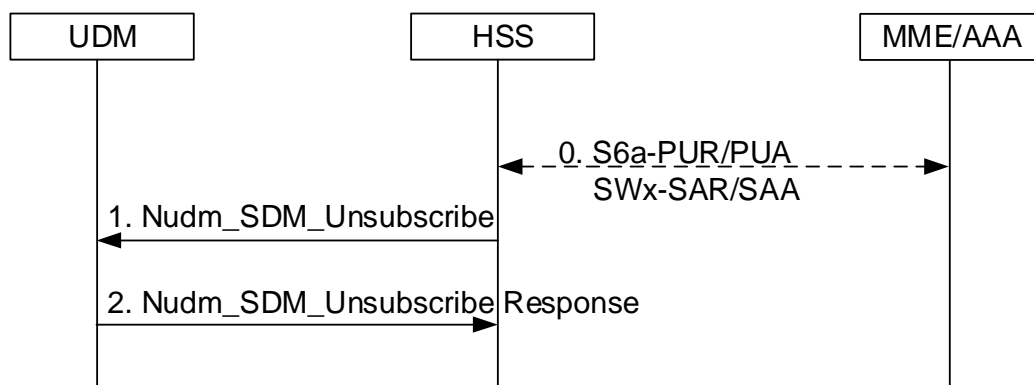 UDM
HSS
MME/AAA
0. S6a-PUR/PUA
SWx-SAR/SAA
1. Nudm_SDM_Unsubscribe
2. Nudm_SDM_Unsubscribe Response